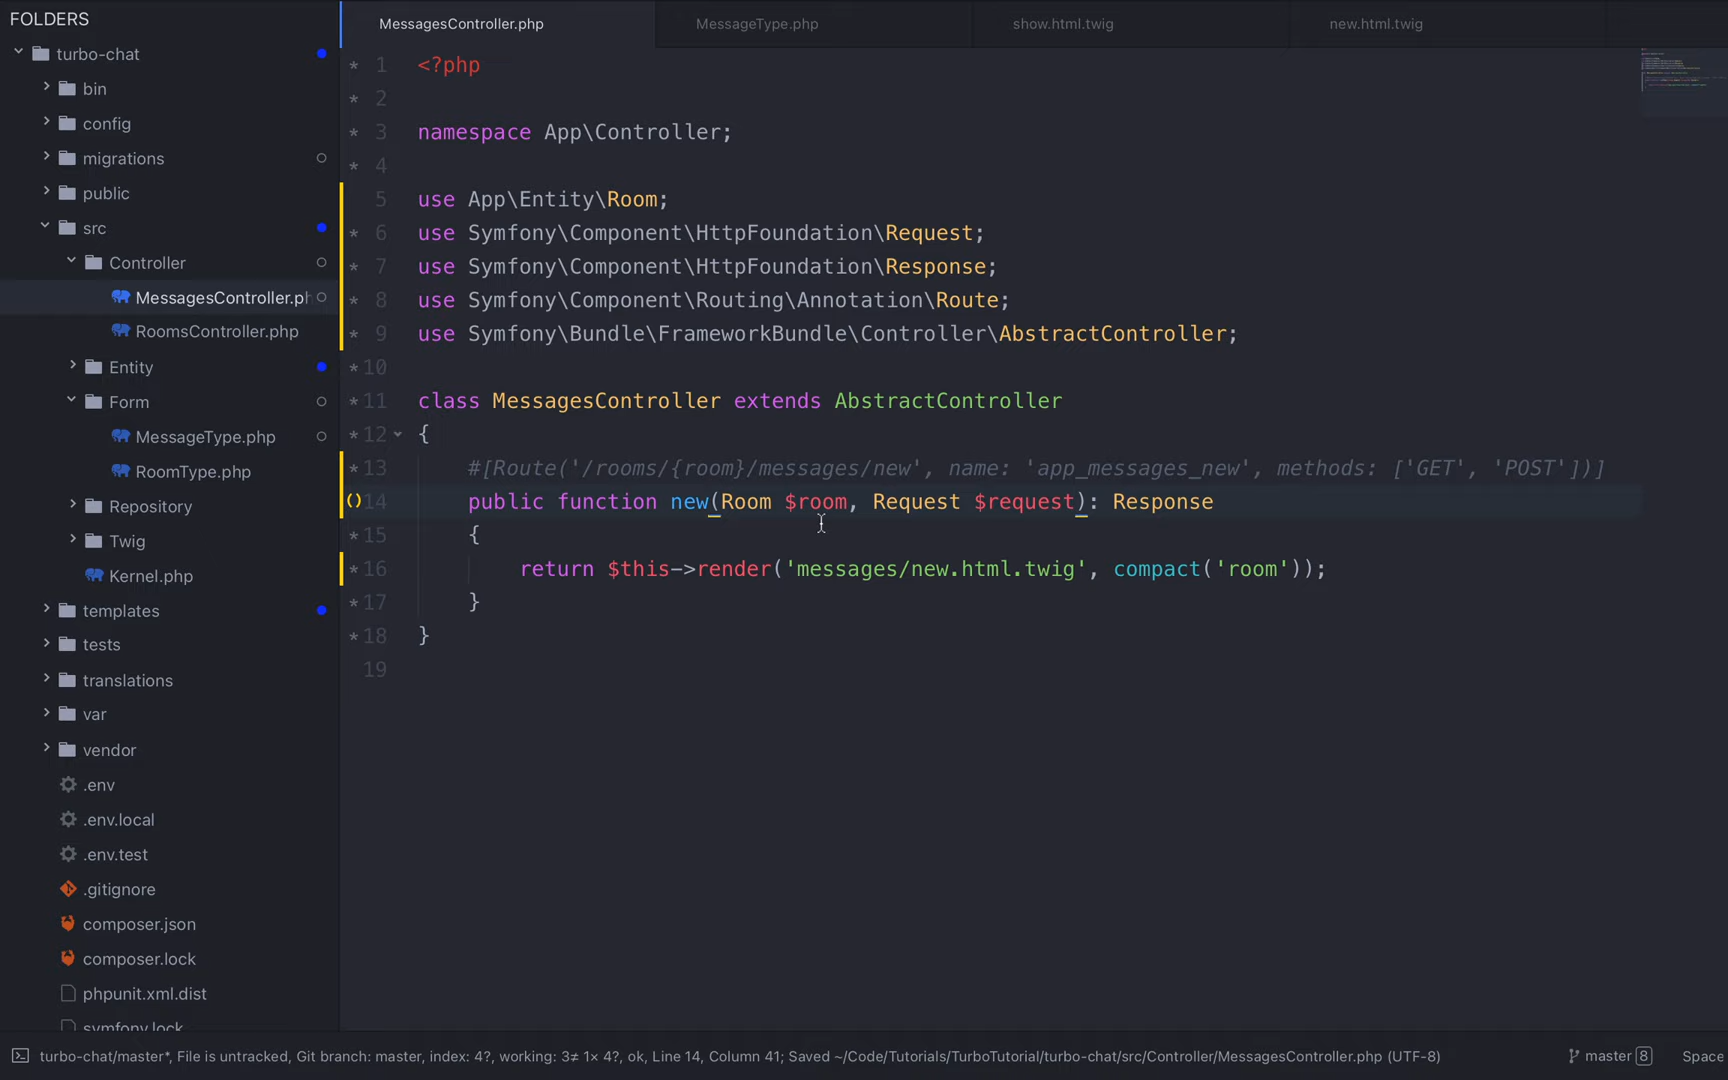 FOLDERS
turbo-chat
bin
config
migrations
public
src
Controller
MessagesController.ph
RoomsController.php
Entity
Form
MessageType.php
RoomType.php
Repository
Twig
Kernel.php
templates
tests
translations
var
vendor
.env
.env.local
.env.test
.gitignore
composer.json
composer.lock
phpunit.xml.dist
symfony.lock
MessagesController.php MessageType.php show.html.twig new.html.twig
* 1 <?php
* 2
* 3 namespace App\Controller;
* 4
* 5 use App\Entity\Room;
* 6 use Symfony\Component\HttpFoundation\Request;
* 7 use Symfony\Component\HttpFoundation\Response;
* 8 use Symfony\Component\Routing\Annotation\Route;
* 9 use Symfony\Bundle\FrameworkBundle\Controller\AbstractController;
*10
*11 class MessagesController extends AbstractController
*12 {
*13 #[Route('/rooms/{room}/messages/new', name: 'app_messages_new', methods: ['GET', 'POST'])]
()14 public function new(Room $room, Request $request): Response
*15 {
*16 return $this->render('messages/new.html.twig', compact('room'));
*17 }
*18 }
19
turbo-chat/master*, File is untracked, Git branch: master, index: 4?, working: 3≠ 1× 4?, ok, Line 14, Column 41; Saved ~/Code/Tutorials/TurboTutorial/turbo-chat/src/Controller/MessagesController.php (UTF-8) master 8 Space